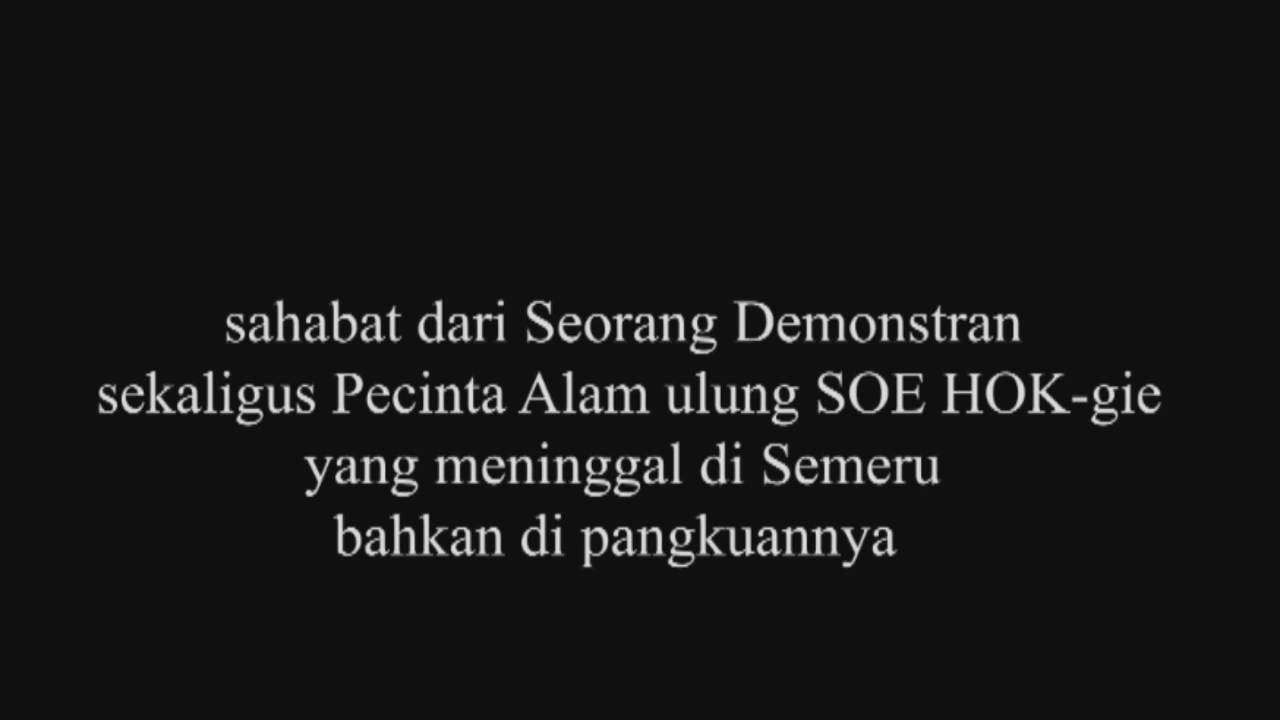 sahabat dari Seorang Demonstran
sekaligus Pecinta Alam ulung SOE HOK-gie
yang meninggal di Semeru
bahkan di pangkuannya